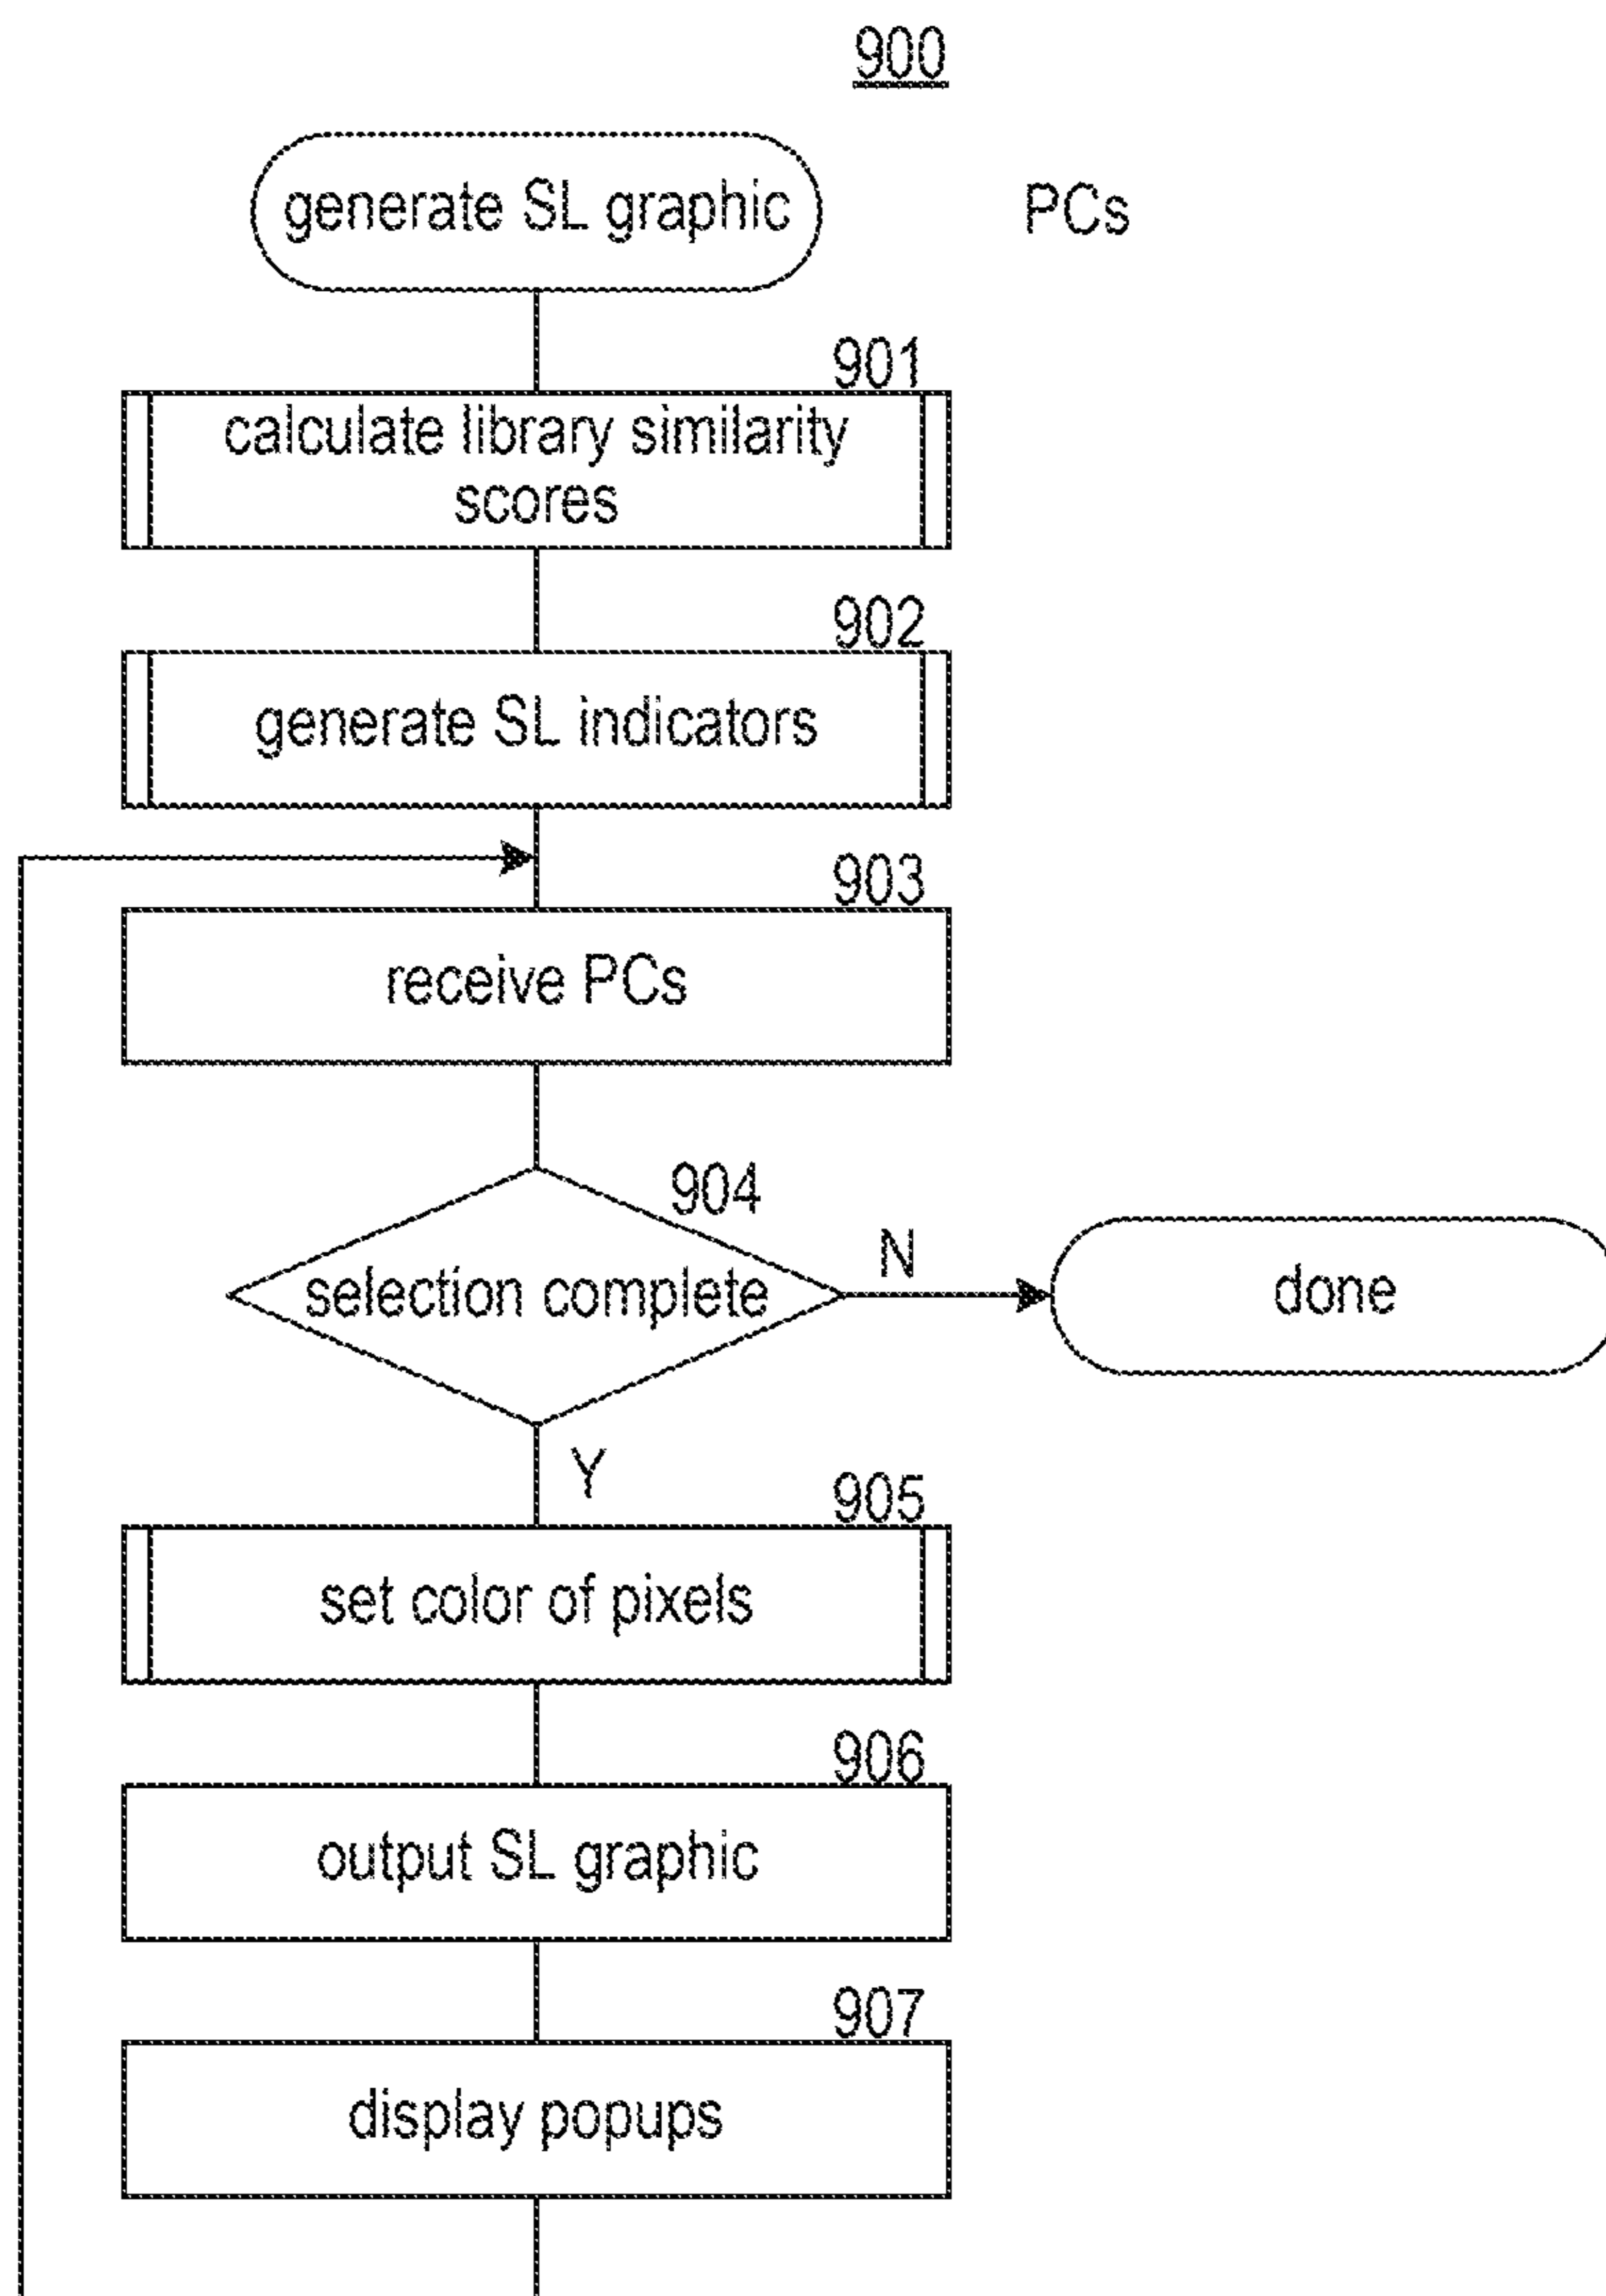 900
generate SL graphic
PCs
901
calculate library similarity
scores
902
generate SL indicators
903
receive PCs
904
selection complete
N
done
Y
905
set color of pixels
906
output SL graphic
907
display popups